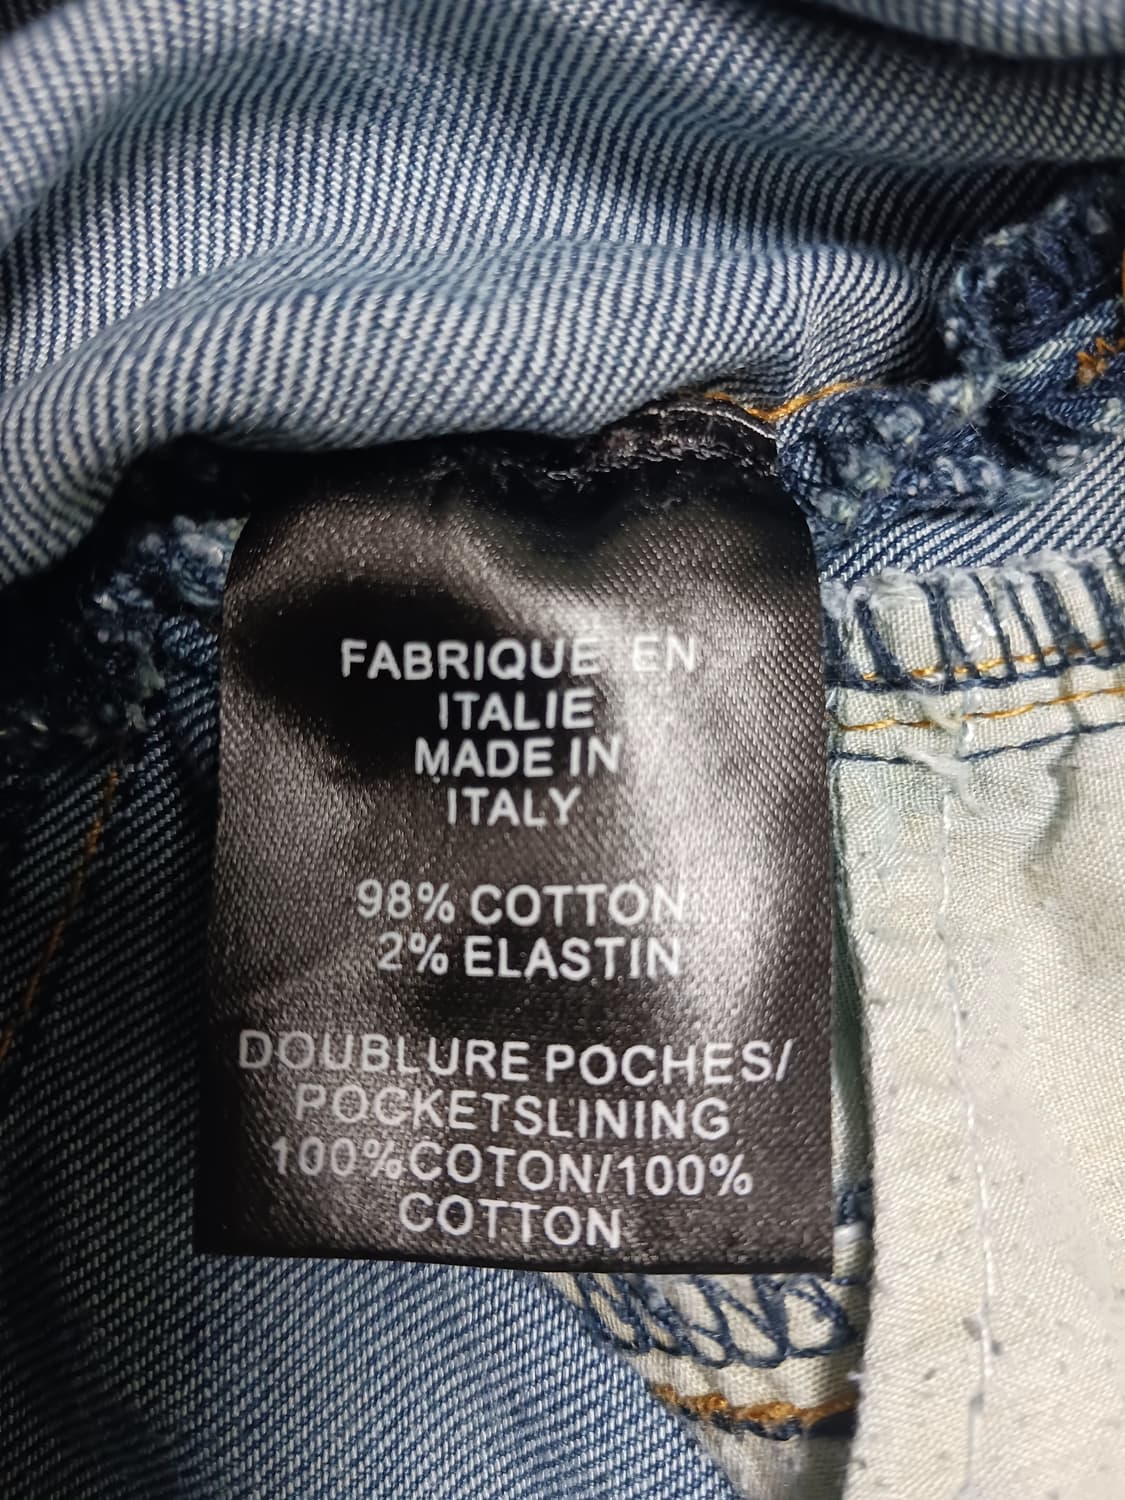 FABRIQUE EN
ITALIE
MADE IN
ITALY
98% COTTON
2% ELASTIN
DOUBLURE POCHES/
POCKETSLINING
100%COTON/100%
COTTON